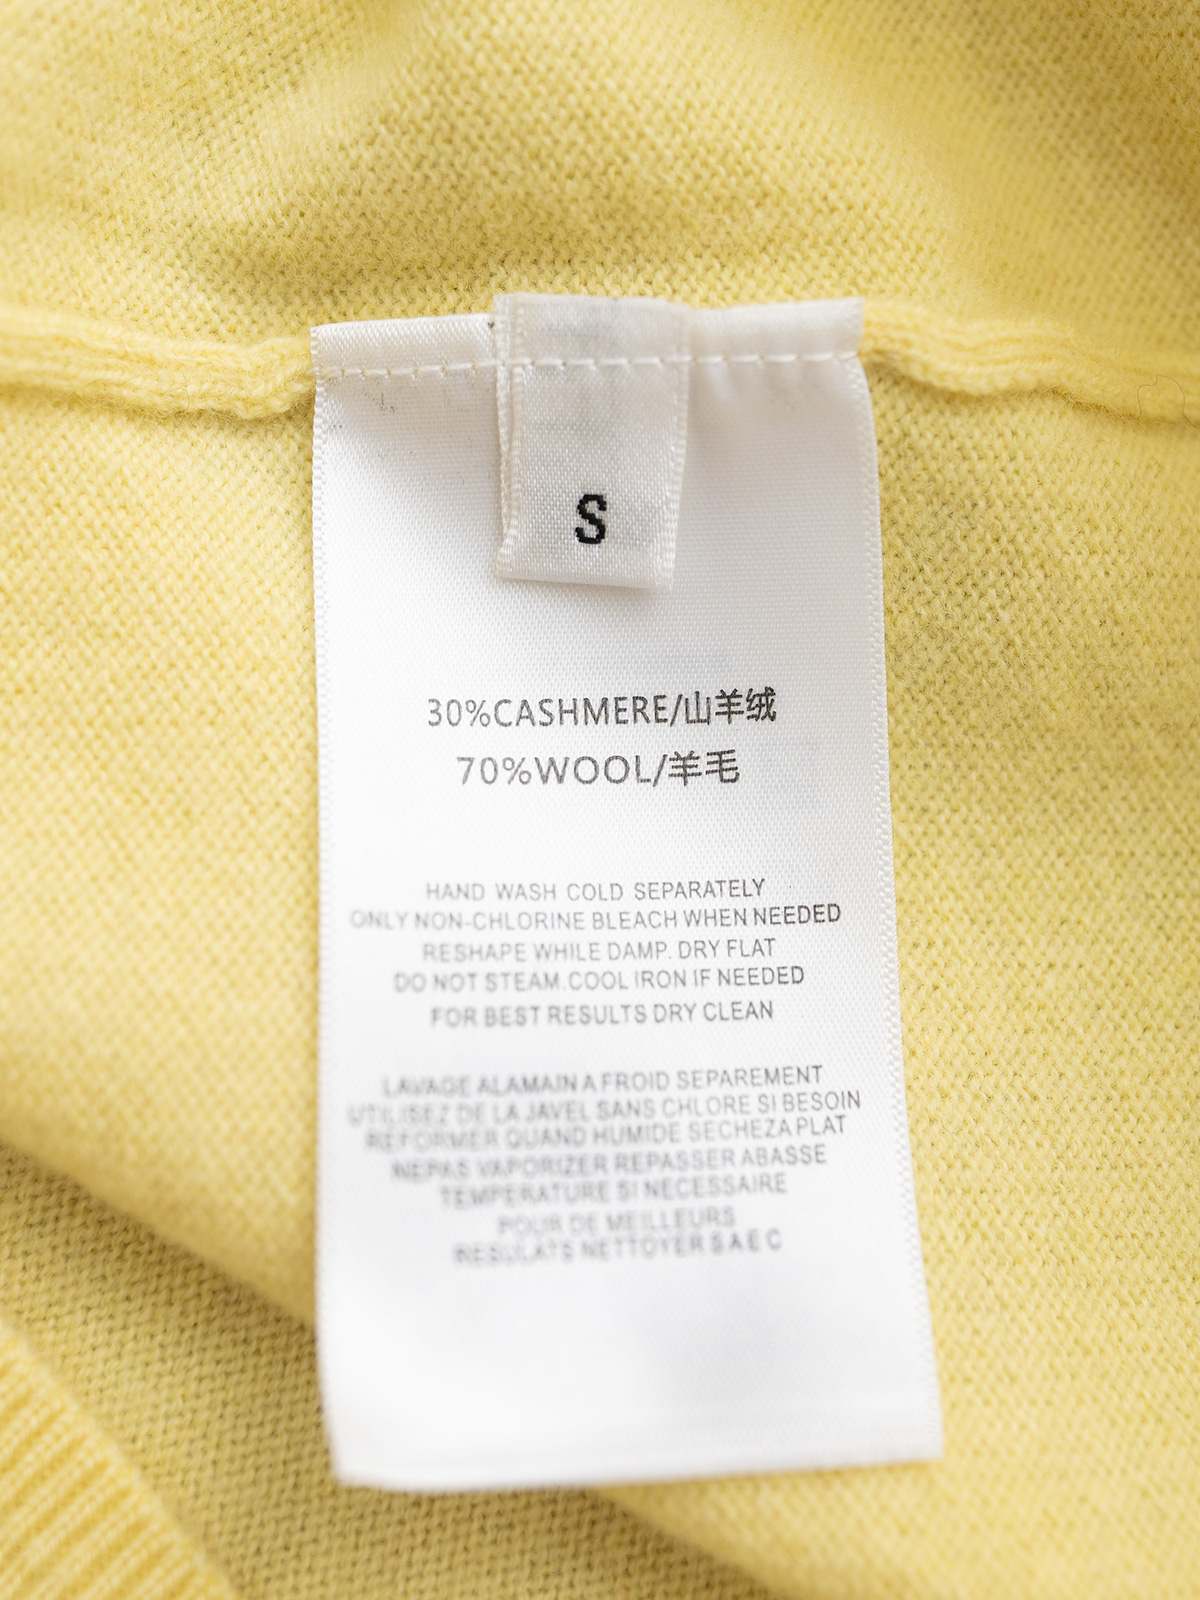 S
30%CASHMERE/山羊绒
70%WOOL/羊毛
HAND WASH COLD SEPARATELY
ONLY NON-CHLORINE BLEACH WHEN NEEDED
RESHAPE WHILE DAMP. DRY FLAT
DO NOT STEAM.COOL IRON IF NEEDED
FOR BEST RESULTS DRY CLEAN
LAVAGE ALAMAIN A FROID SEPAREMENT
UTILISEZ DE LA JAVEL SANS CHLORE SI BESOIN
REFORMER QUAND HUMIDE SECHEZA PLAT
NEPAS VAPORIZER REPASSER ABASSE
TEMPERATURE SI NECESSAIRE
POUR DE MEILLEURS
RESULATS NETTOYER S A E C